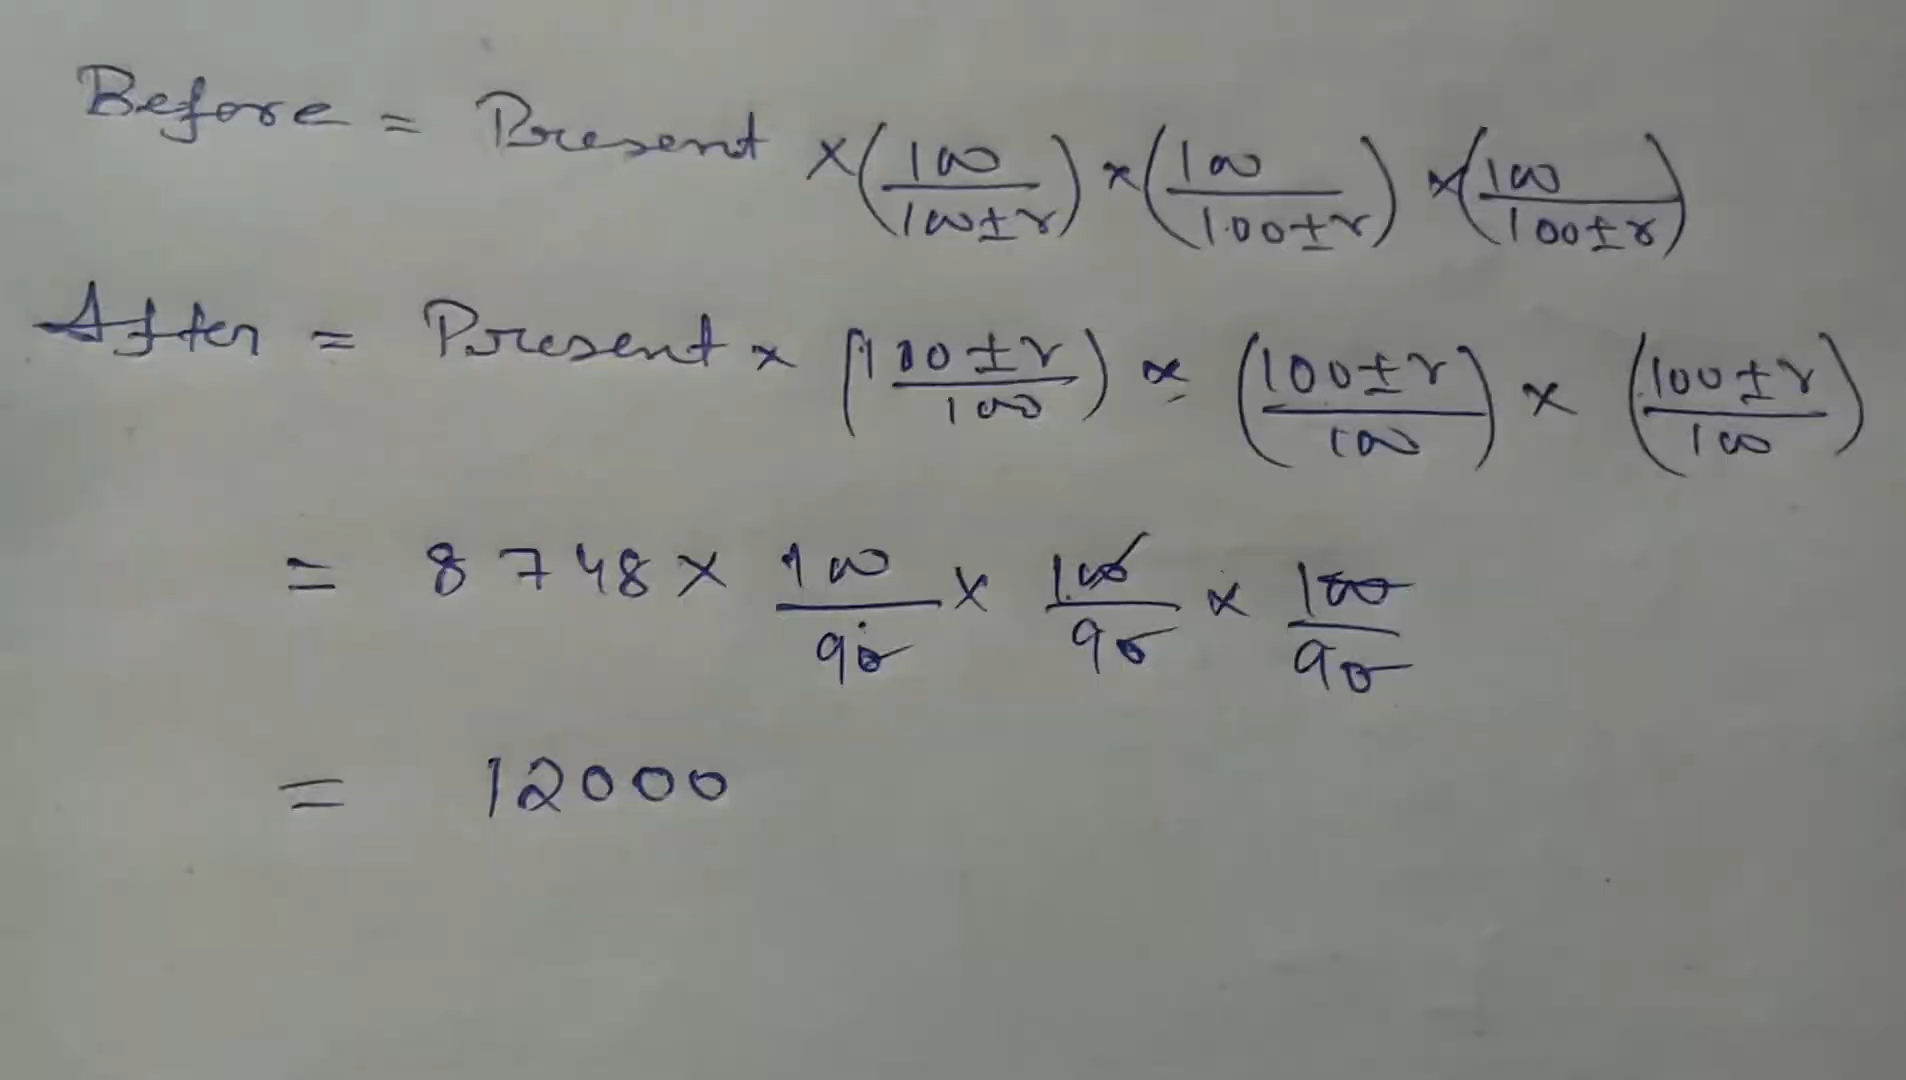 Before = Present × (100/100±r) × (100/100±r) × (100/100±r)
After = Present × (100±r/100) × (100±r/100) × (100±r/100)
= 8748 × 100/90 × 100/90 × 100/90
= 12000